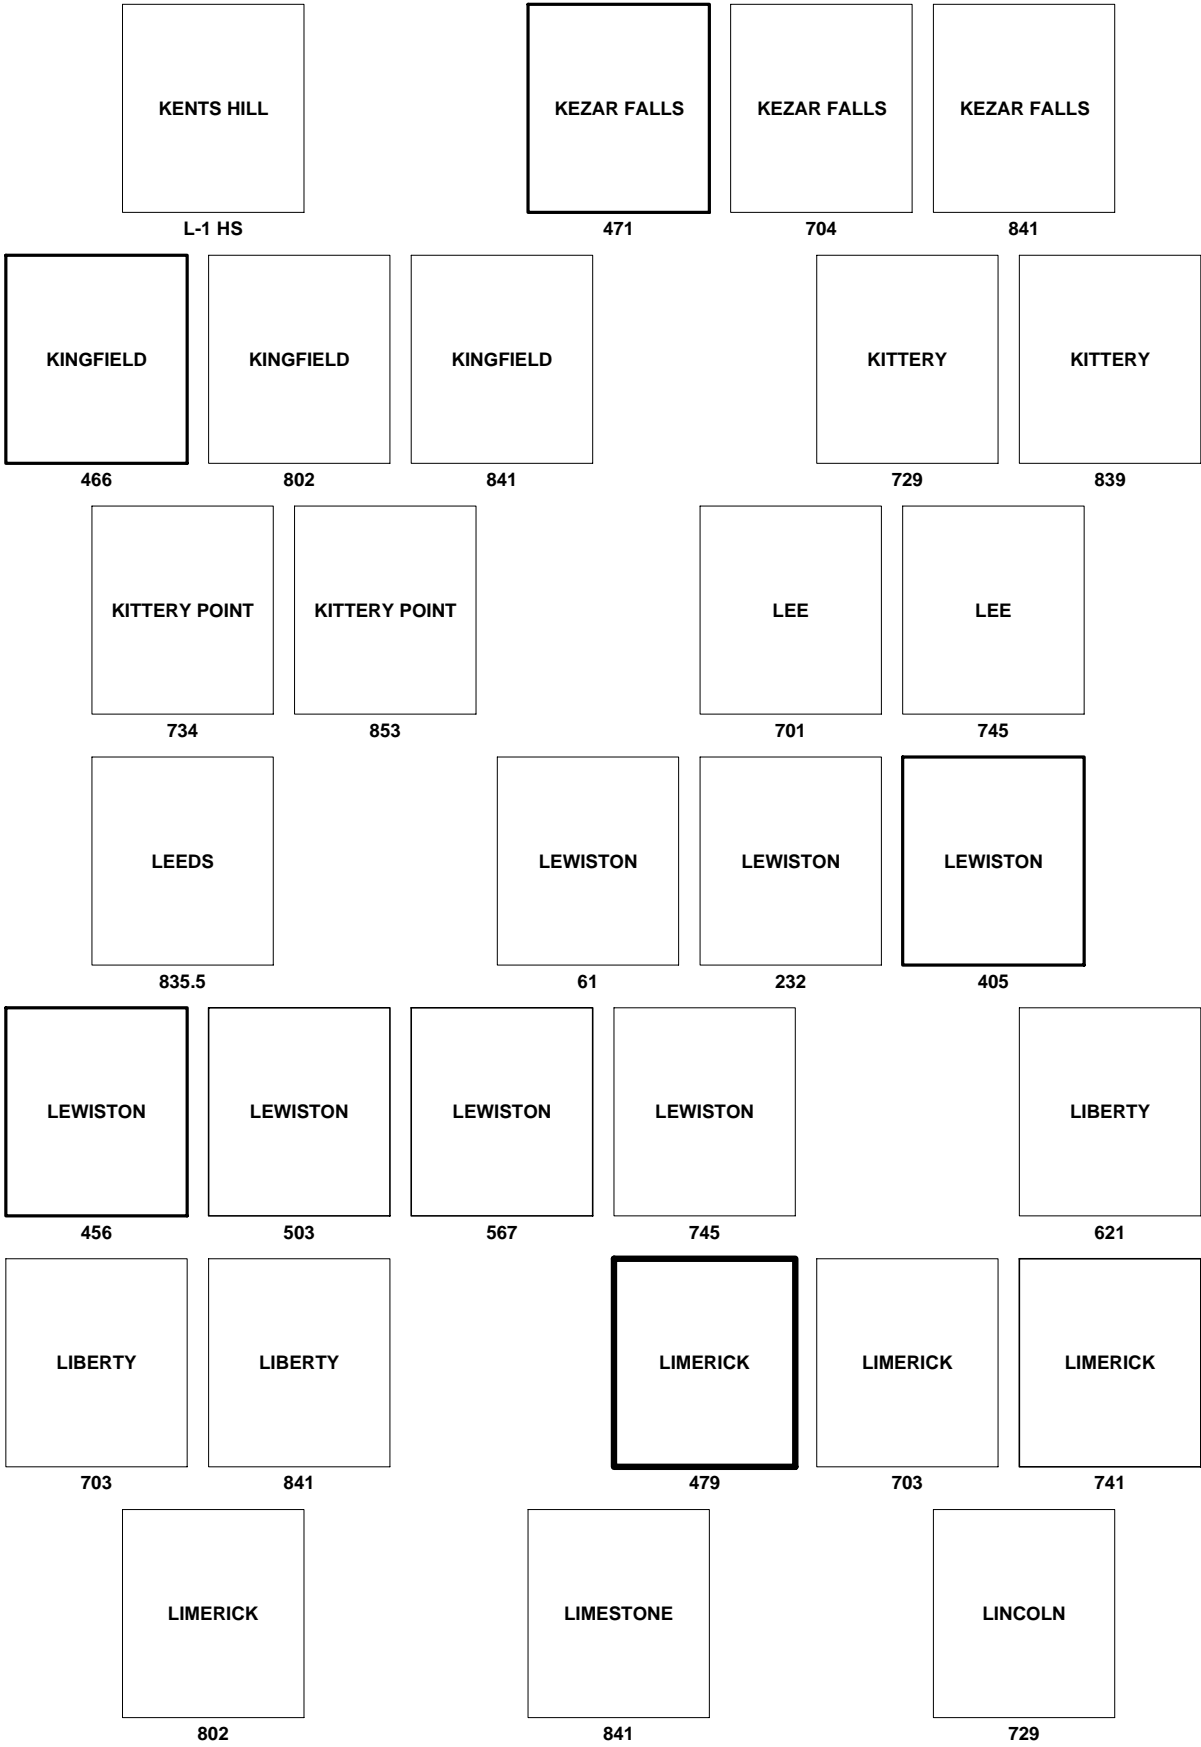 KENTS HILL KEZAR FALLS KEZAR FALLS KEZAR FALLS
L-1 HS 471 704 841
KINGFIELD KINGFIELD KINGFIELD KITTERY KITTERY
466 802 841 729 839
KITTERY POINT KITTERY POINT LEE LEE
734 853 701 745
LEEDS LEWISTON LEWISTON LEWISTON
835.5 61 232 405
LEWISTON LEWISTON LEWISTON LEWISTON LIBERTY
456 503 567 745 621
LIBERTY LIBERTY LIMERICK LIMERICK LIMERICK
703 841 479 703 741
LIMERICK LIMESTONE LINCOLN
802 841 729